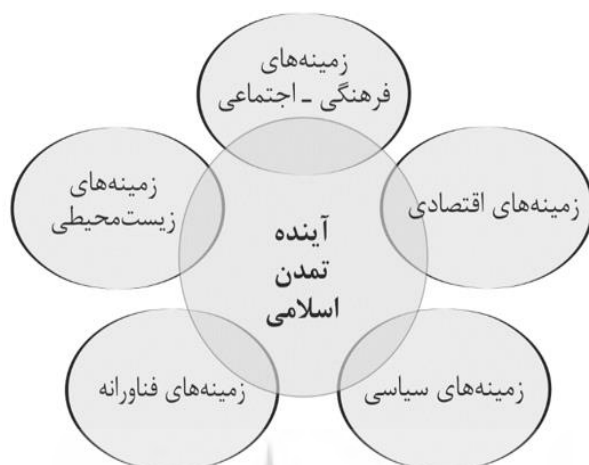 زمینه‌های
فرهنگی ـ اجتماعی
زمینه‌های اقتصادی
زمینه‌های سیاسی
زمینه‌های فناورانه
زمینه‌های
زیست‌محیطی
آینده
تمدن
اسلامی